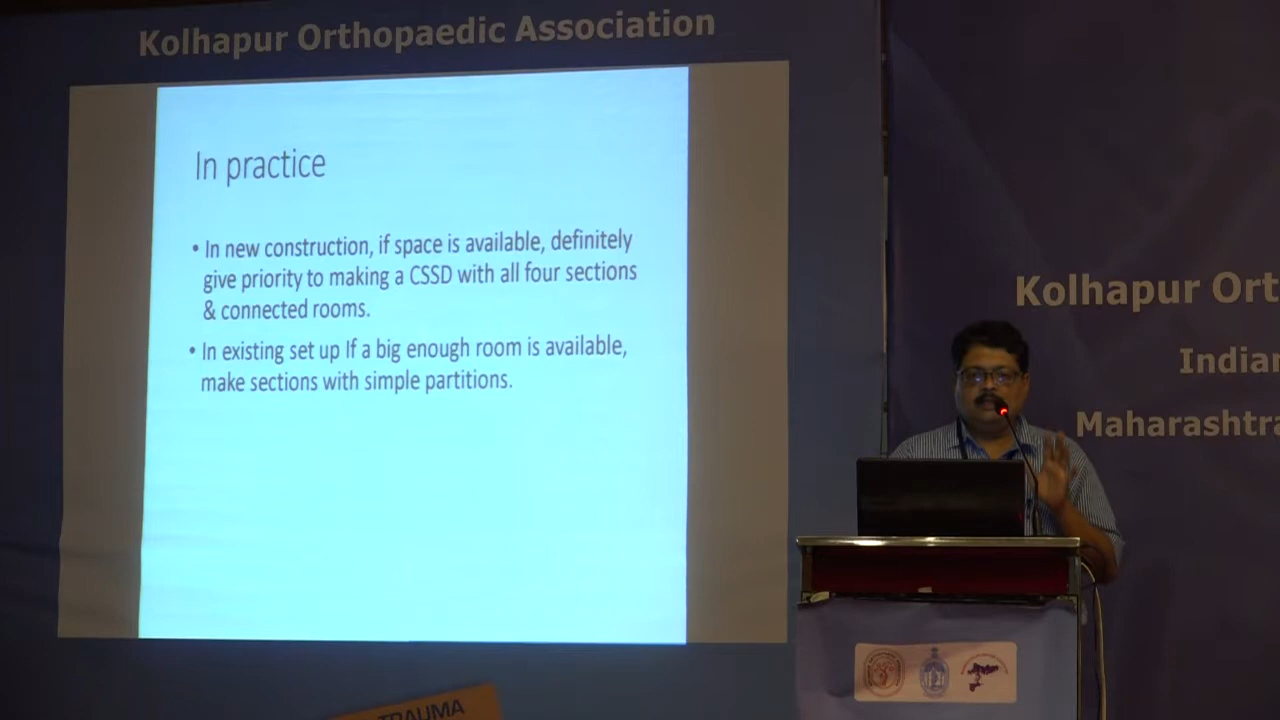 Kolhapur Orthopaedic Association
In practice
• In new construction, if space is available, definitely
give priority to making a CSSD with all four sections
& connected rooms.
• In existing set up If a big enough room is available,
make sections with simple partitions.
Kolhapur Ort
Indian
Maharashtra
TRAUMA